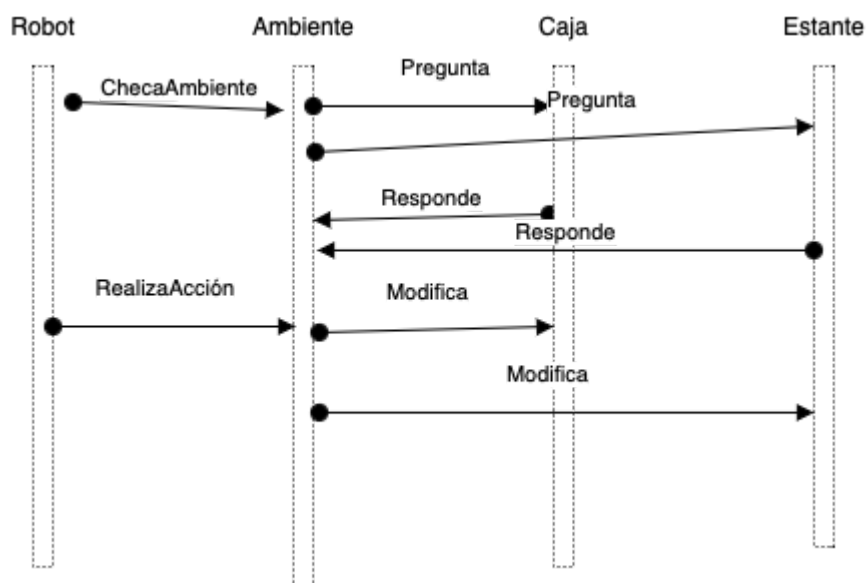 Robot
Ambiente
Caja
Estante
ChecaAmbiente
Pregunta
Pregunta
Responde
Responde
RealizaAcción
Modifica
Modifica